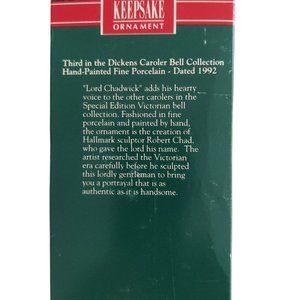 KEEPSAKE
ORNAMENT
Third in the Dickens Caroler Bell Collection
Hand-Painted Fine Porcelain - Dated 1992
"Lord Chadwick" adds his hearty
voice to the other carolers in the
Special Edition Victorian bell
collection. Fashioned in fine
porcelain and painted by hand,
the ornament is the creation of
Hallmark sculptor Robert Chad,
who gave the lord his name. The
artist researched the Victorian
era carefully before he sculpted
this lordly gentleman to bring
you a portrayal that is as
authentic as it is handsome.